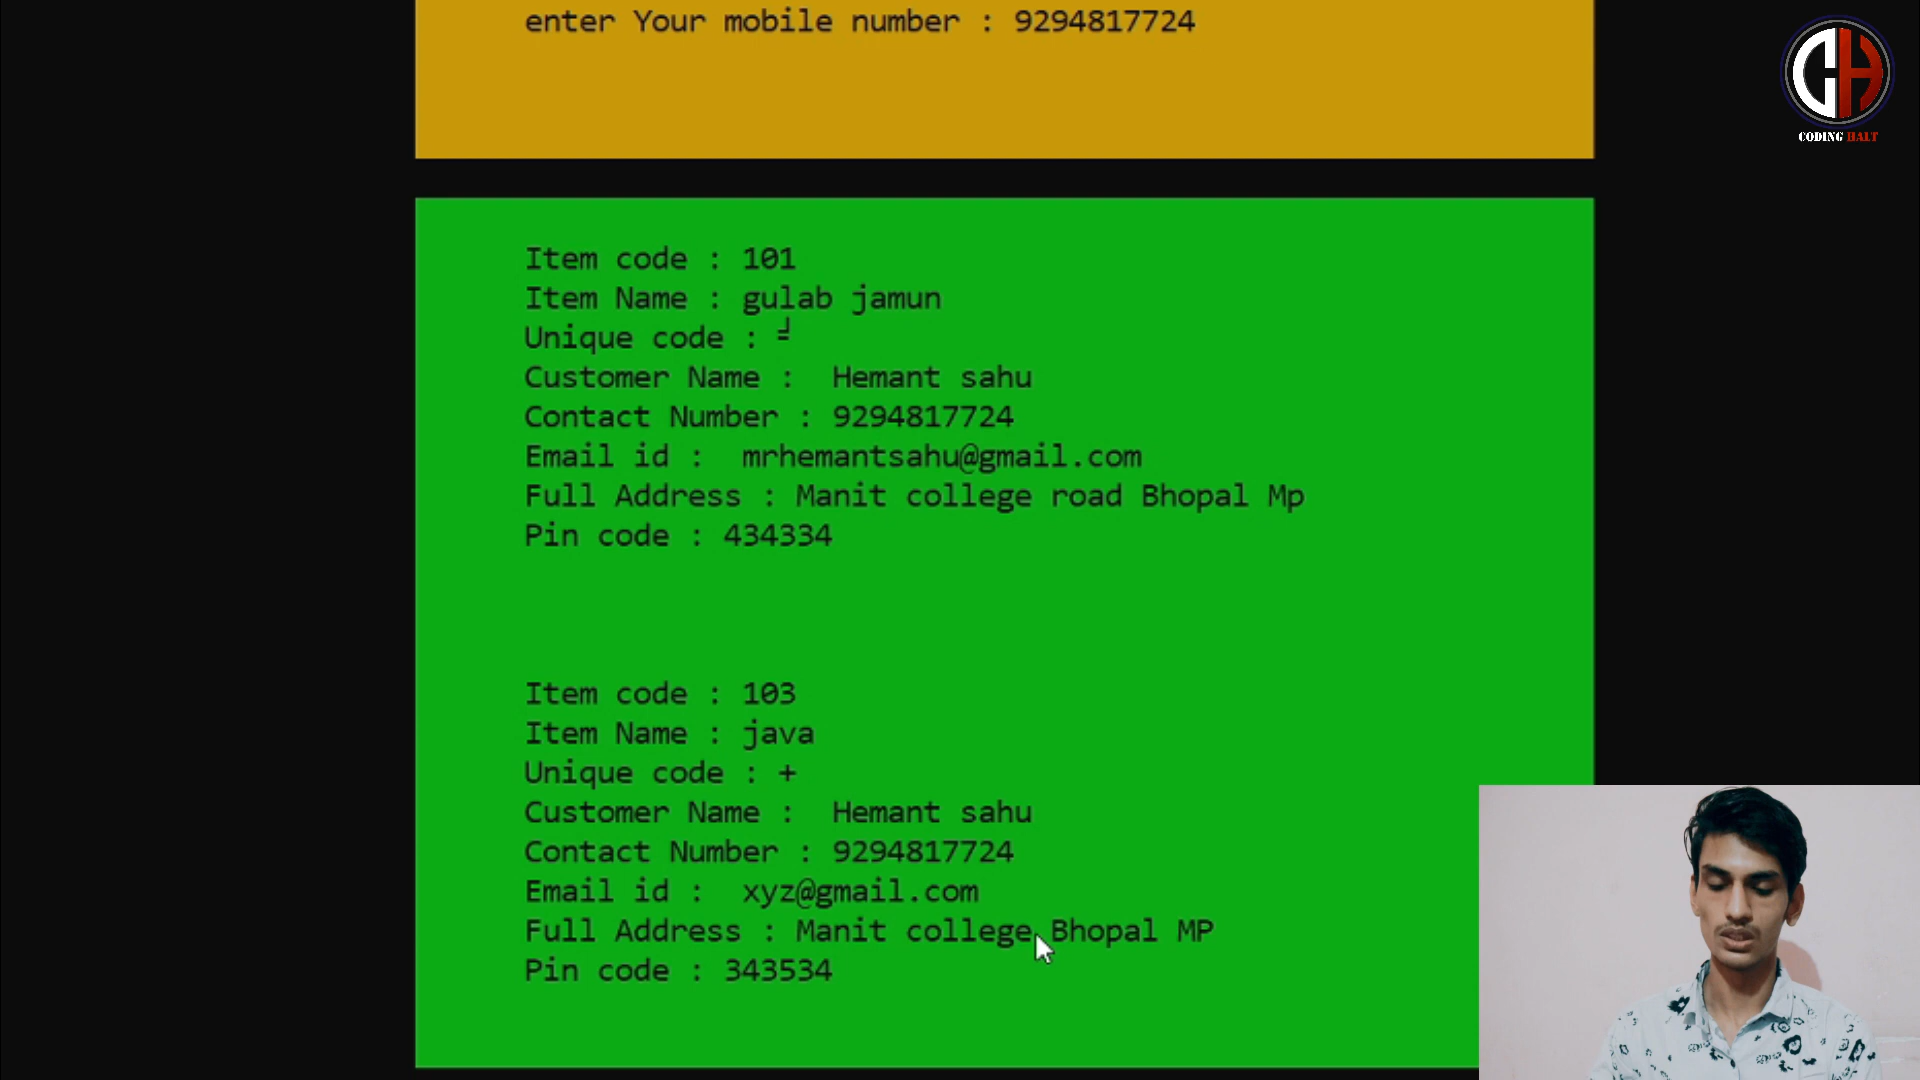 enter Your mobile number : 9294817724
CODING HALT
Item code : 101
Item Name : gulab jamun
Unique code : ╛
Customer Name :  Hemant sahu
Contact Number : 9294817724
Email id :  mrhemantsahu@gmail.com
Full Address : Manit college road Bhopal Mp
Pin code : 434334
Item code : 103
Item Name : java
Unique code : +
Customer Name :  Hemant sahu
Contact Number : 9294817724
Email id :  xyz@gmail.com
Full Address : Manit college Bhopal MP
Pin code : 343534